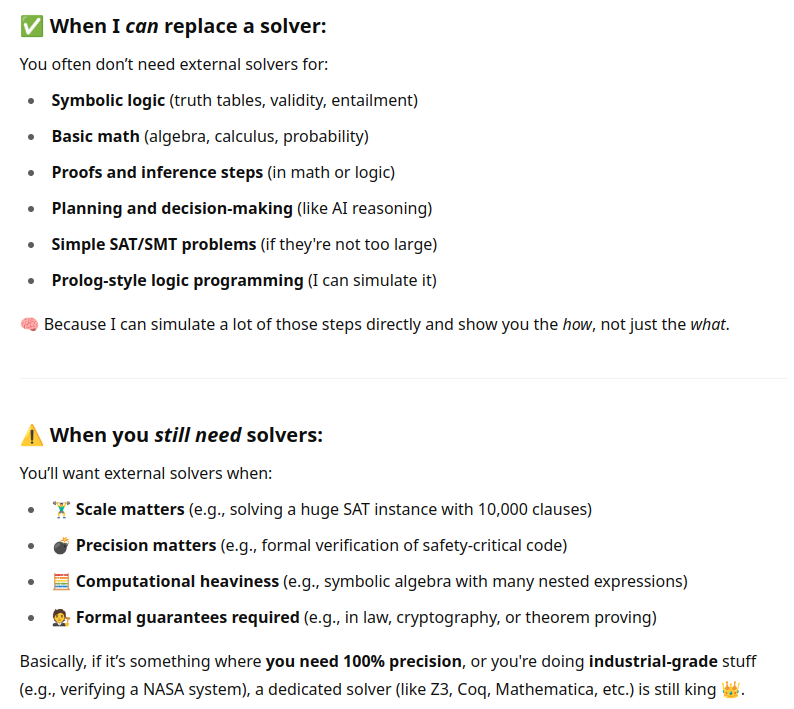 ✅ When I can replace a solver:
You often don’t need external solvers for:
• Symbolic logic (truth tables, validity, entailment)
• Basic math (algebra, calculus, probability)
• Proofs and inference steps (in math or logic)
• Planning and decision-making (like AI reasoning)
• Simple SAT/SMT problems (if they're not too large)
• Prolog-style logic programming (I can simulate it)
🧠 Because I can simulate a lot of those steps directly and show you the how, not just the what.
⚠️ When you still need solvers:
You’ll want external solvers when:
• 🏋️ Scale matters (e.g., solving a huge SAT instance with 10,000 clauses)
• 💣 Precision matters (e.g., formal verification of safety-critical code)
• 🧮 Computational heaviness (e.g., symbolic algebra with many nested expressions)
• 🧑‍⚖️ Formal guarantees required (e.g., in law, cryptography, or theorem proving)
Basically, if it’s something where you need 100% precision, or you're doing industrial-grade stuff
(e.g., verifying a NASA system), a dedicated solver (like Z3, Coq, Mathematica, etc.) is still king 👑.